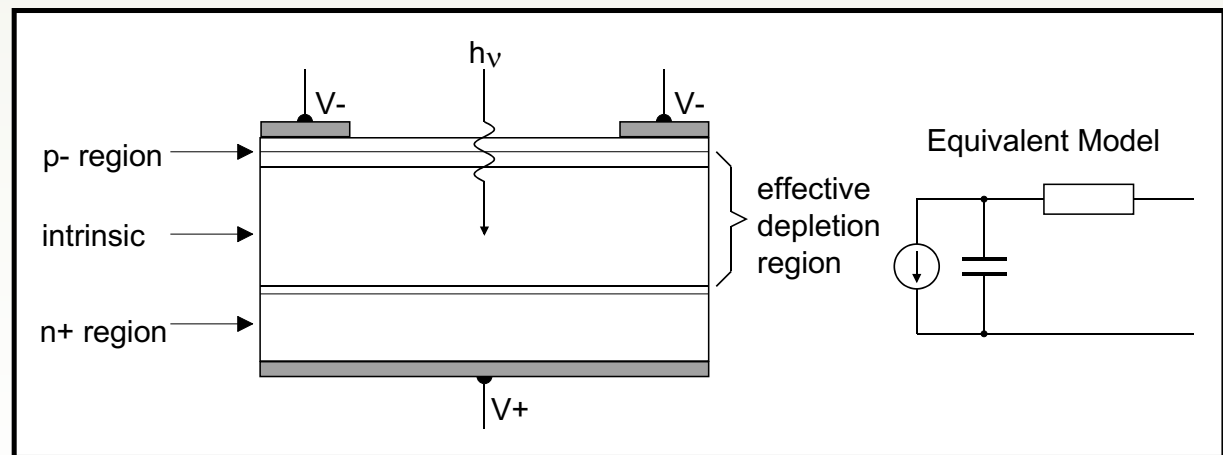 hν
V-
V-
p- region
intrinsic
n+ region
effective
depletion
region
V+
Equivalent Model